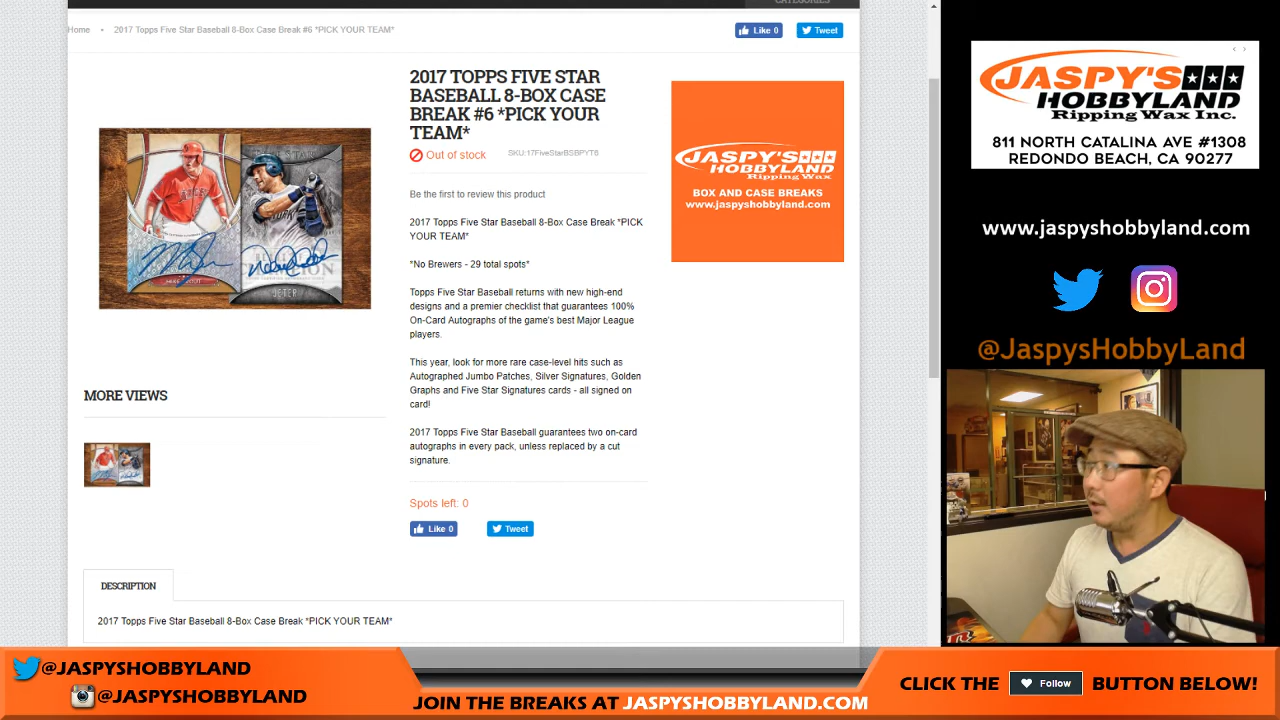 CATEGORIES
Home • 2017 Topps Five Star Baseball 8-Box Case Break #6 *PICK YOUR TEAM*
Like 0
Tweet
2017 TOPPS FIVE STAR
BASEBALL 8-BOX CASE
BREAK #6 *PICK YOUR
TEAM*
Out of stock
SKU:17FiveStarBSBPYT6
Be the first to review this product
2017 Topps Five Star Baseball 8-Box Case Break *PICK
YOUR TEAM*
*No Brewers - 29 total spots*
Topps Five Star Baseball returns with new high-end
designs and a premier checklist that guarantees 100%
On-Card Autographs of the game's best Major League
players.
This year, look for more rare case-level hits such as
Autographed Jumbo Patches, Silver Signatures, Golden
Graphs and Five Star Signatures cards - all signed on
card!
2017 Topps Five Star Baseball guarantees two on-card
autographs in every pack, unless replaced by a cut
signature.
Spots left: 0
Like 0
Tweet
JETER
MORE VIEWS
DESCRIPTION
2017 Topps Five Star Baseball 8-Box Case Break *PICK YOUR TEAM*
JASPY'S
HOBBYLAND
Ripping Wax
BOX AND CASE BREAKS
www.jaspyshobbyland.com
JASPY'S
HOBBYLAND
Ripping Wax Inc.
811 NORTH CATALINA AVE #1308
REDONDO BEACH, CA 90277
www.jaspyshobbyland.com
@JaspysHobbyLand
@JASPYSHOBBYLAND
@JASPYSHOBBYLAND
JOIN THE BREAKS AT JASPYSHOBBYLAND.COM
CLICK THE Follow BUTTON BELOW!